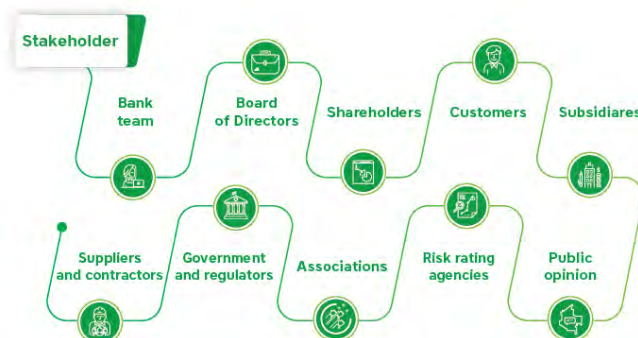 Stakeholder
Bank
team
Board
of Directors
Shareholders
Customers
Subsidiares
Suppliers
and contractors
Government
and regulators
Associations
Risk rating
agencies
Public
opinion